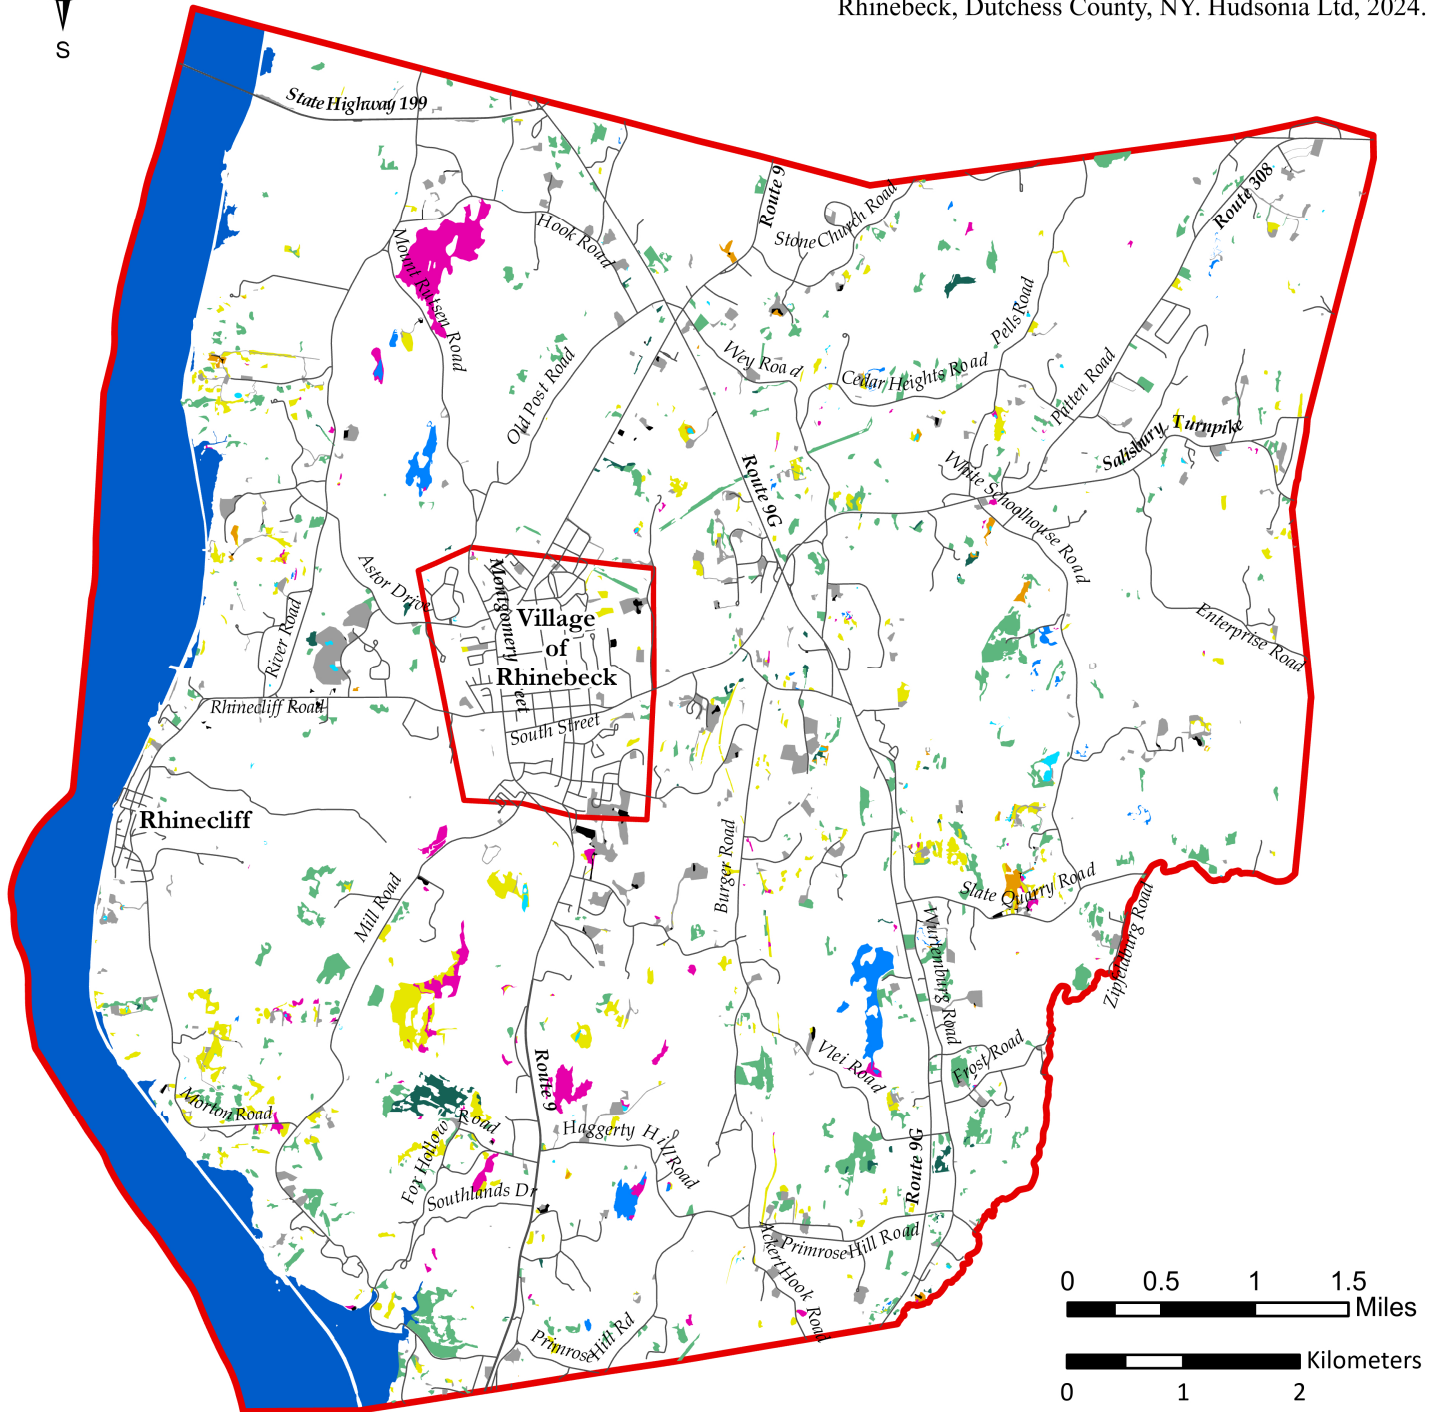 Rhinebeck, Dutchess County, NY. Hudsonia Ltd, 2024.
S
State Highway 199
Route 9
Route 308
Stone Church Road
Hook Road
Mount Rutsen Road
Pells Road
Wey Road
Cedar Heights Road
Old Post Road
Patten Road
Salisbury Turnpike
White Schoolhouse Road
Route 9G
Astor Drive
Montgomery Street
Village
of
Rhinebeck
River Road
Enterprise Road
Rhinecliff Road
South Street
Rhinecliff
Burger Road
Mill Road
Slate Quarry Road
Wurtemburg Road
Zipfeldburg Road
Vlei Road
Frost Road
Route 9
Morton Road
Haggerty Hill Road
Fox Hollow Road
Southlands Dr
Route 9G
Primrose Hill Road
Ackert Hook Road
Primrose Hill Rd
0 0.5 1 1.5
Miles
Kilometers
0 1 2